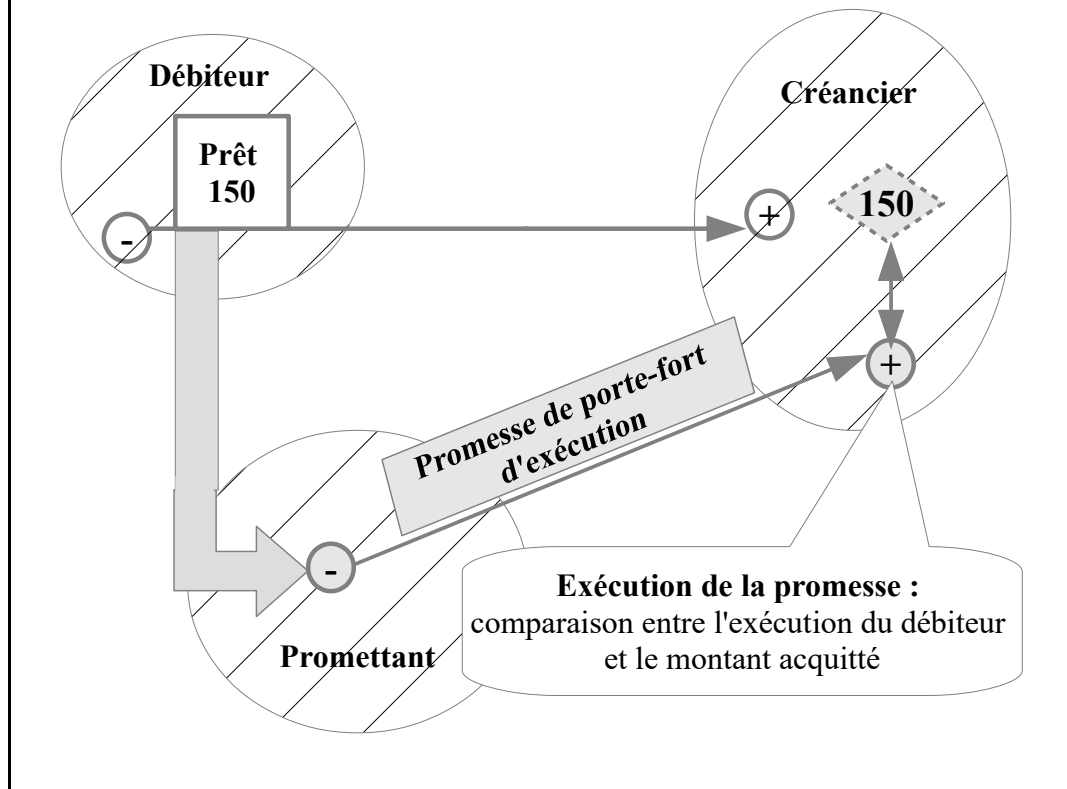 Débiteur
Créancier
Prêt
150
150
-
+
+
Promesse de porte-fort
d'exécution
-
Exécution de la promesse :
comparaison entre l'exécution du débiteur
et le montant acquitté
Promettant